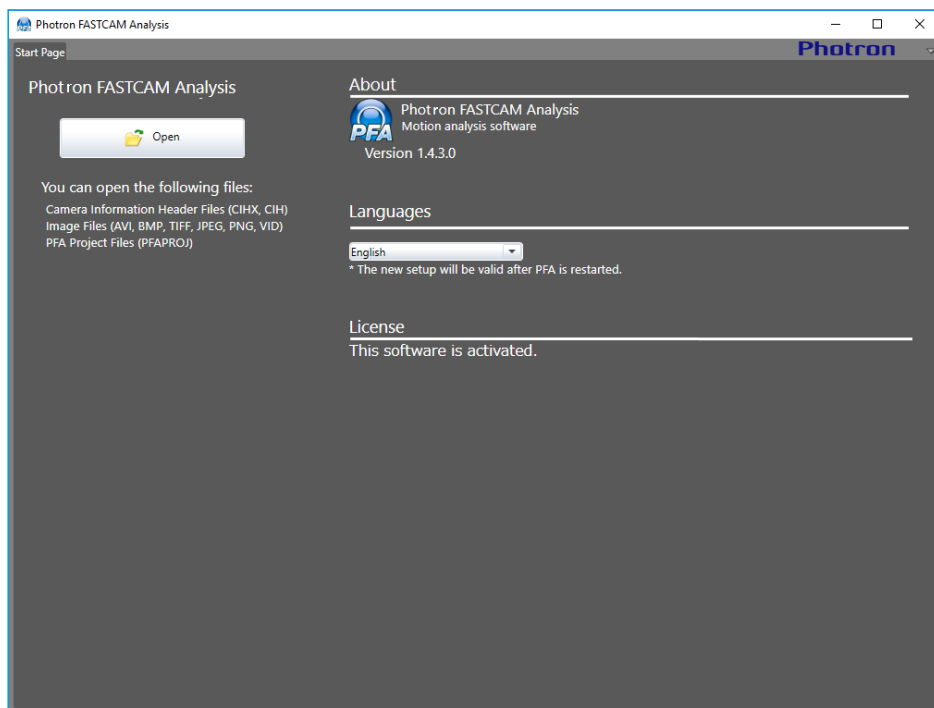 Photron FASTCAM Analysis
Start Page
Photron
Photron FASTCAM Analysis
Open
You can open the following files:
Camera Information Header Files (CIHX, CIH)
Image Files (AVI, BMP, TIFF, JPEG, PNG, VID)
PFA Project Files (PFAPROJ)
About
PFA
Photron FASTCAM Analysis
Motion analysis software
Version 1.4.3.0
Languages
English
* The new setup will be valid after PFA is restarted.
License
This software is activated.